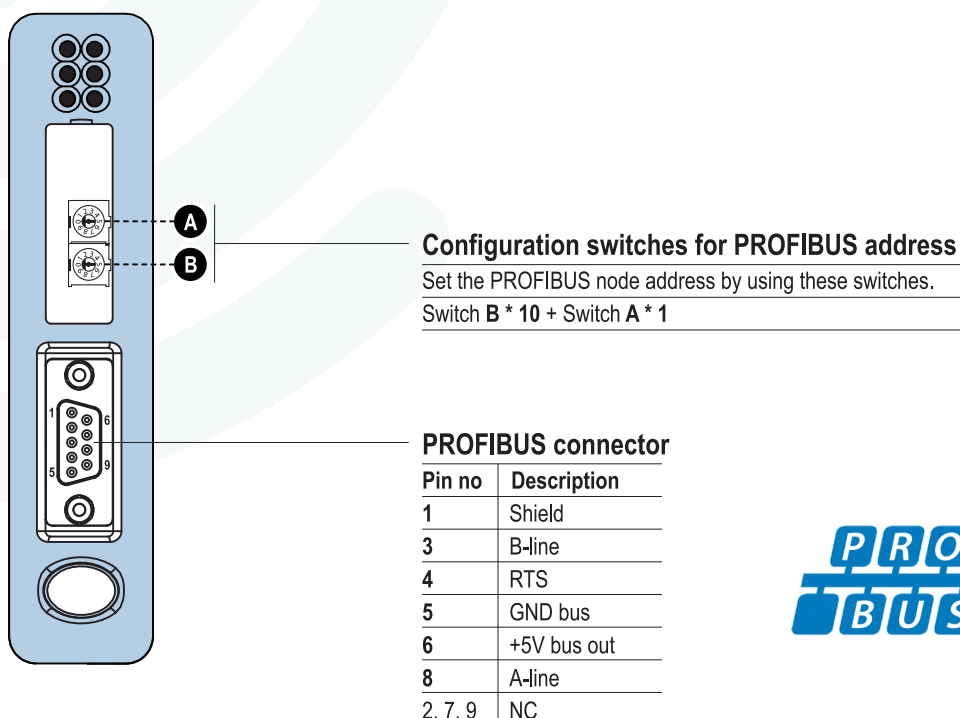 A
B
Configuration switches for PROFIBUS address
Set the PROFIBUS node address by using these switches.
Switch B * 10 + Switch A * 1
1
6
5
9
PROFIBUS connector
Pin no Description
1 Shield
3 B-line
4 RTS
5 GND bus
6 +5V bus out
8 A-line
2, 7, 9 NC
PRO
BUS